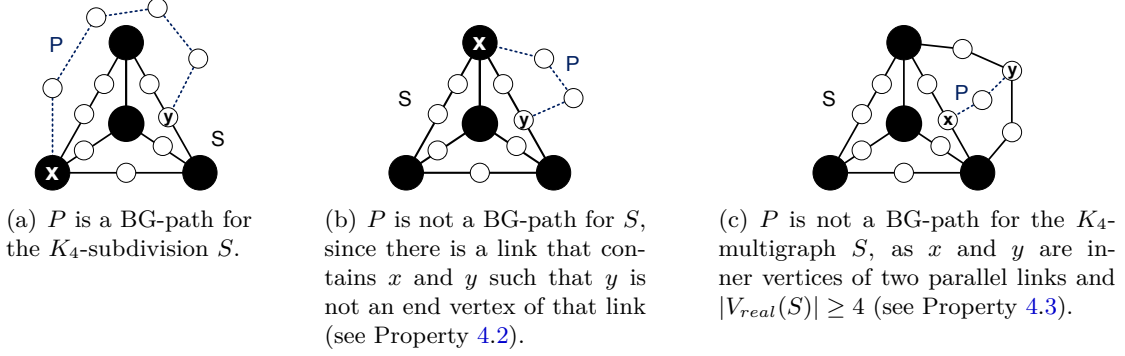 P
x
y
S
(a) P is a BG-path for
the K₄-subdivision S.
x
P
S
y
(b) P is not a BG-path for S,
since there is a link that con-
tains x and y such that y is
not an end vertex of that link
(see Property 4.2).
y
S
P
x
(c) P is not a BG-path for the K₄-
multigraph S, as x and y are in-
ner vertices of two parallel links and
|V_real(S)| ≥ 4 (see Property 4.3).